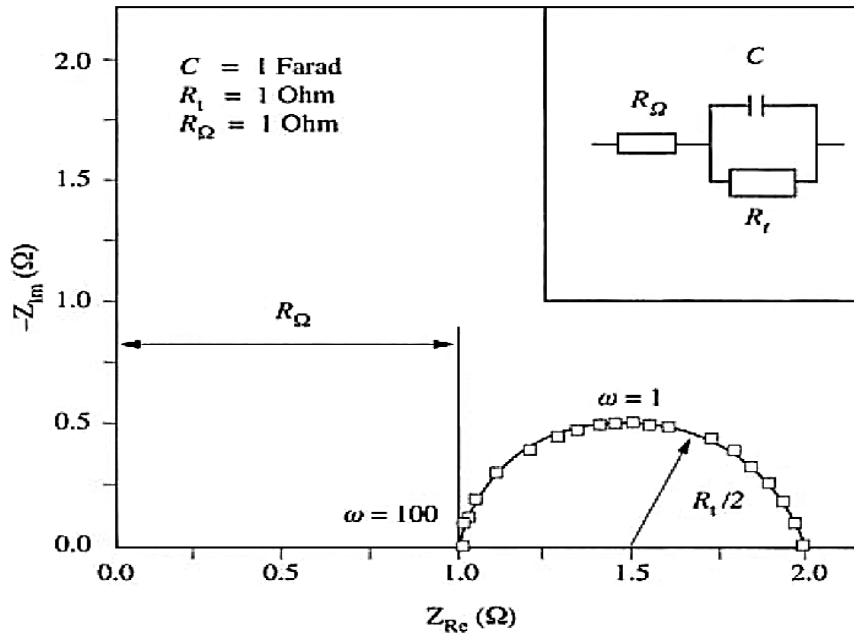 2.0
1.5
1.0
0.5
0.0
−Z_Im (Ω)
C = 1 Farad
R_t = 1 Ohm
R_Ω = 1 Ohm
C
R_Ω
R_t
R_Ω
ω = 1
ω = 100
R_t/2
0.0 0.5 1.0 1.5 2.0
Z_Re (Ω)